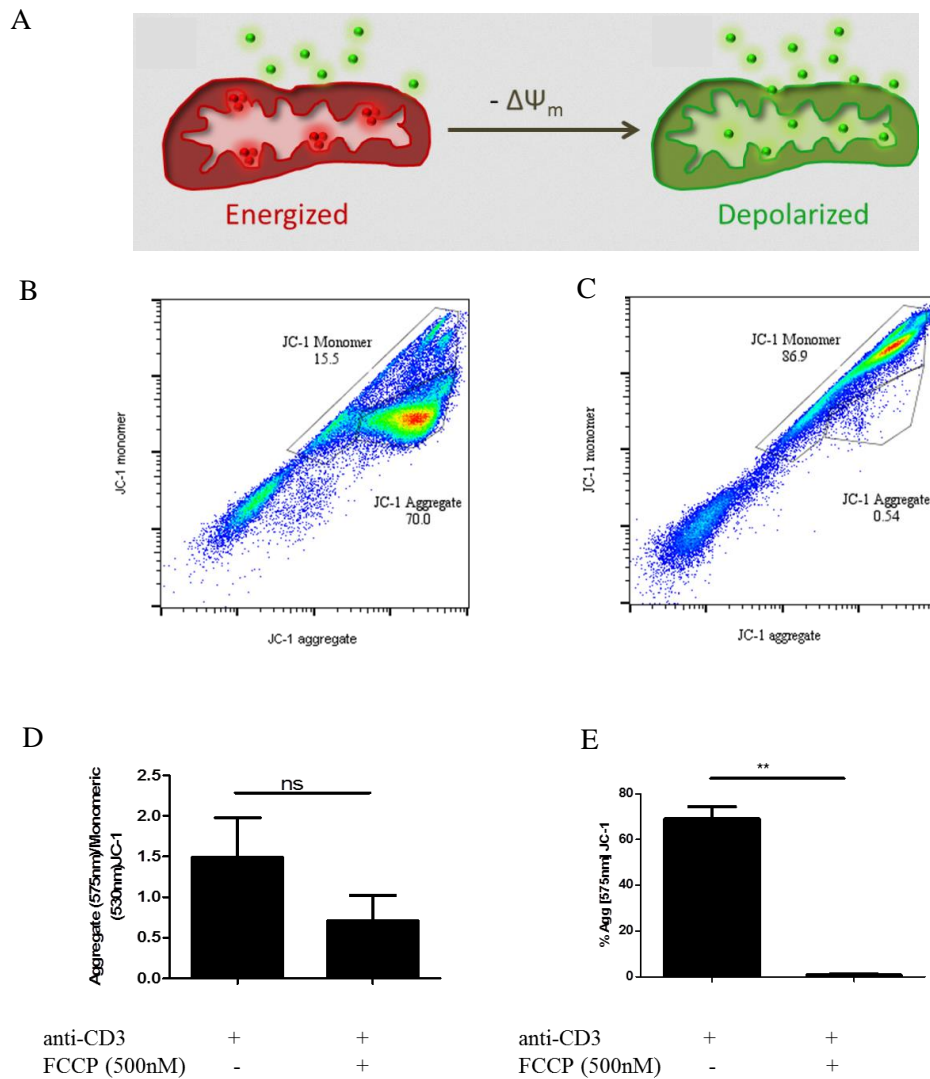 A
- ΔΨm
Energized
Depolarized
B
JC-1 Monomer
15.5
JC-1 Aggregate
70.0
JC-1 monomer
JC-1 aggregate
C
JC-1 Monomer
86.9
JC-1 Aggregate
0.54
JC-1 monomer
JC-1 aggregate
D
ns
2.5
2.0
1.5
1.0
0.5
0.0
Aggregate (575nm)/Monomeric
(530nm)JC-1
anti-CD3 + +
FCCP (500nM) - +
E
**
80
60
40
20
0
% Agg [575nm] JC-1
anti-CD3 + +
FCCP (500nM) - +